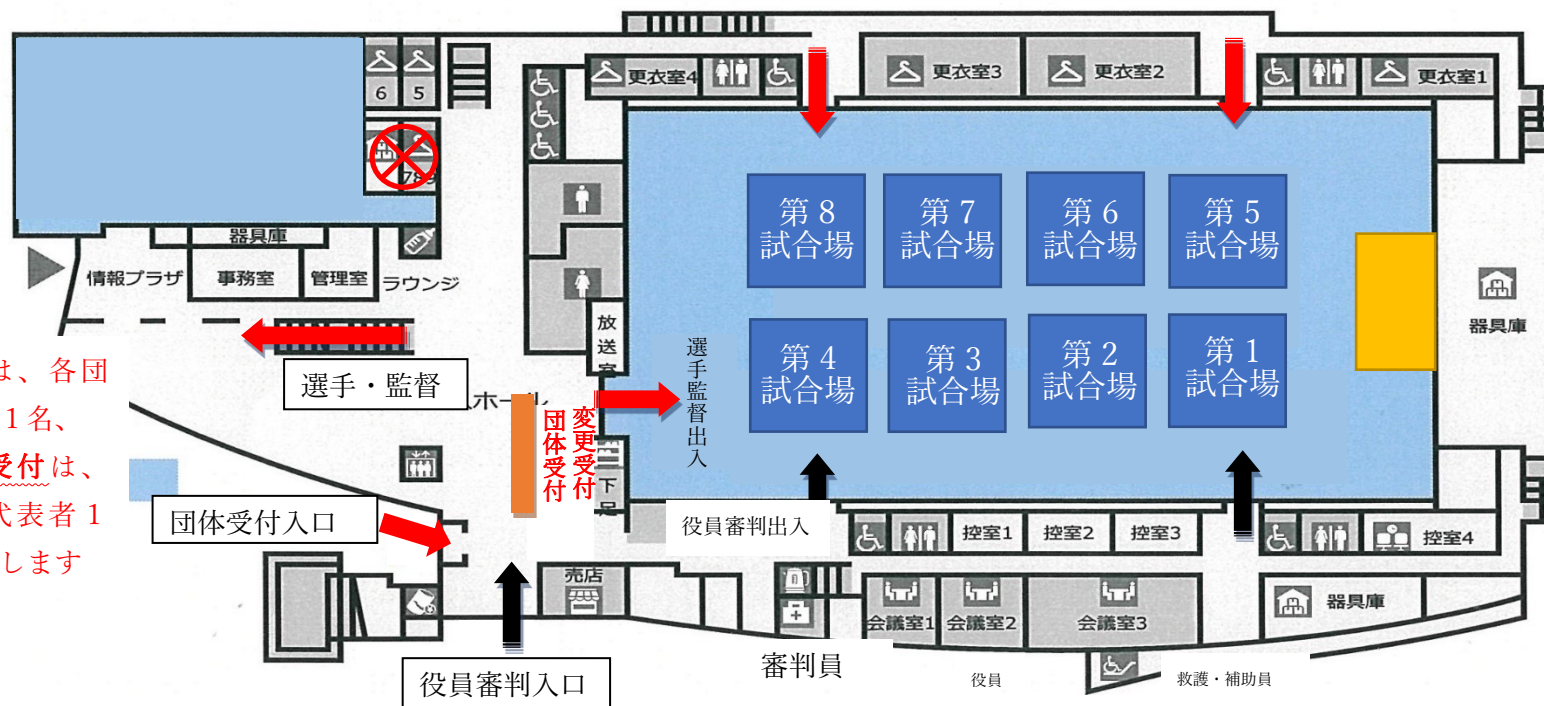 6 5
789
更衣室4
更衣室3
更衣室2
更衣室1
第8
試合場
第7
試合場
第6
試合場
第5
試合場
第4
試合場
第3
試合場
第2
試合場
第1
試合場
器具庫
情報プラザ
事務室
管理室
ラウンジ
器具庫
放送
選手監督出入
選手・監督
ホール
変更受付
団体受付
下足
は、各団
1名、
受付は、
代表者1
します
団体受付入口
役員審判出入
控室1
控室2
控室3
控室4
売店
会議室1
会議室2
会議室3
器具庫
役員審判入口
審判員
役員
救護・補助員